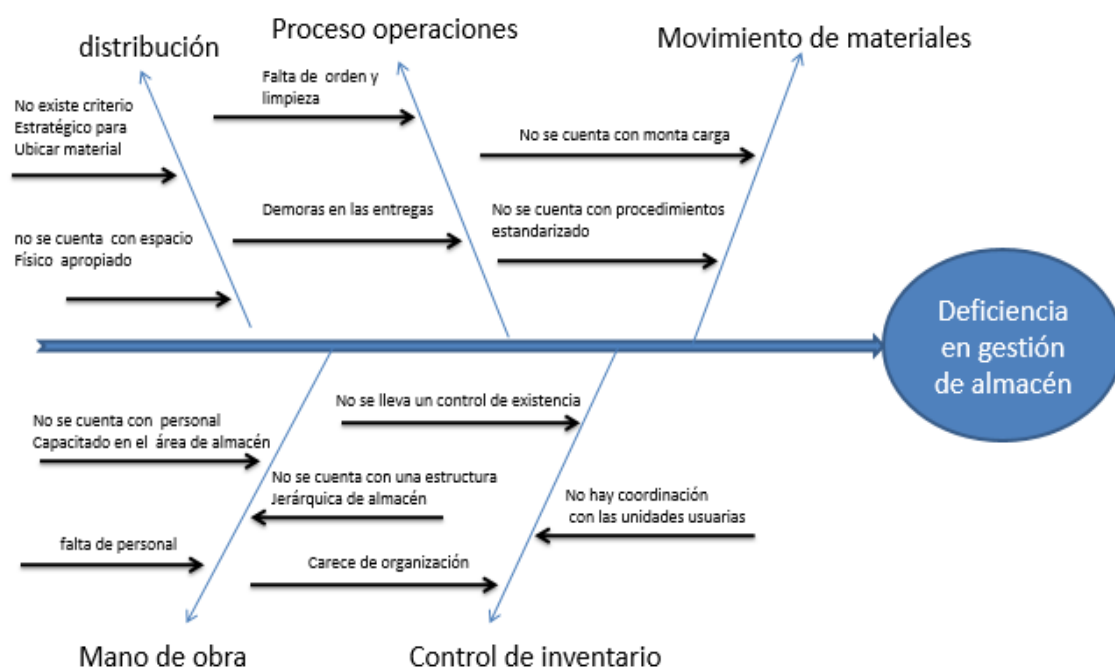 distribución
Proceso operaciones
Movimiento de materiales
No existe criterio
Estratégico para
Ubicar material
Falta de orden y
limpieza
No se cuenta con monta carga
no se cuenta con espacio
Físico apropiado
Demoras en las entregas
No se cuenta con procedimientos
estandarizado
Deficiencia
en gestión
de almacén
No se cuenta con personal
Capacitado en el área de almacén
No se lleva un control de existencia
No se cuenta con una estructura
Jerárquica de almacén
No hay coordinación
con las unidades usuarias
falta de personal
Carece de organización
Mano de obra
Control de inventario